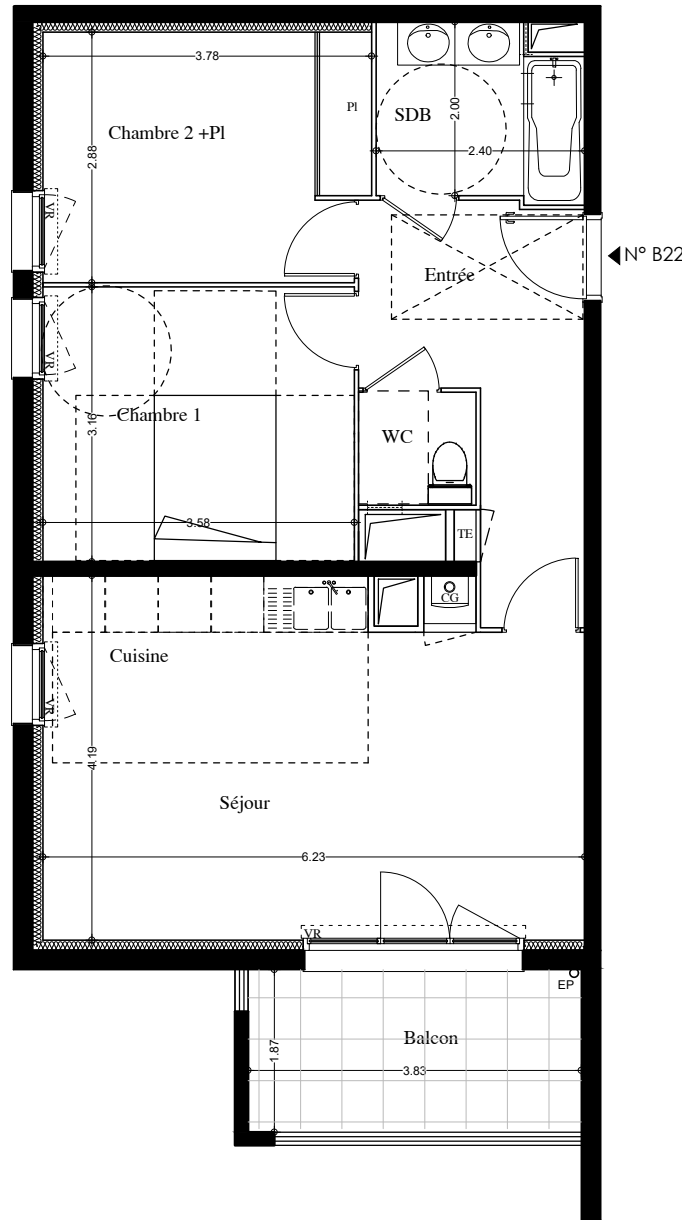 3.78
Pl
SDB
2.00
Chambre 2 +Pl
2.88
2.40
VR
N° B22
Entrée
VR
Chambre 1
3.16
WC
3.58
TE
CG
Cuisine
VR
4.19
Séjour
6.23
VR
EP
Balcon
1.87
3.83